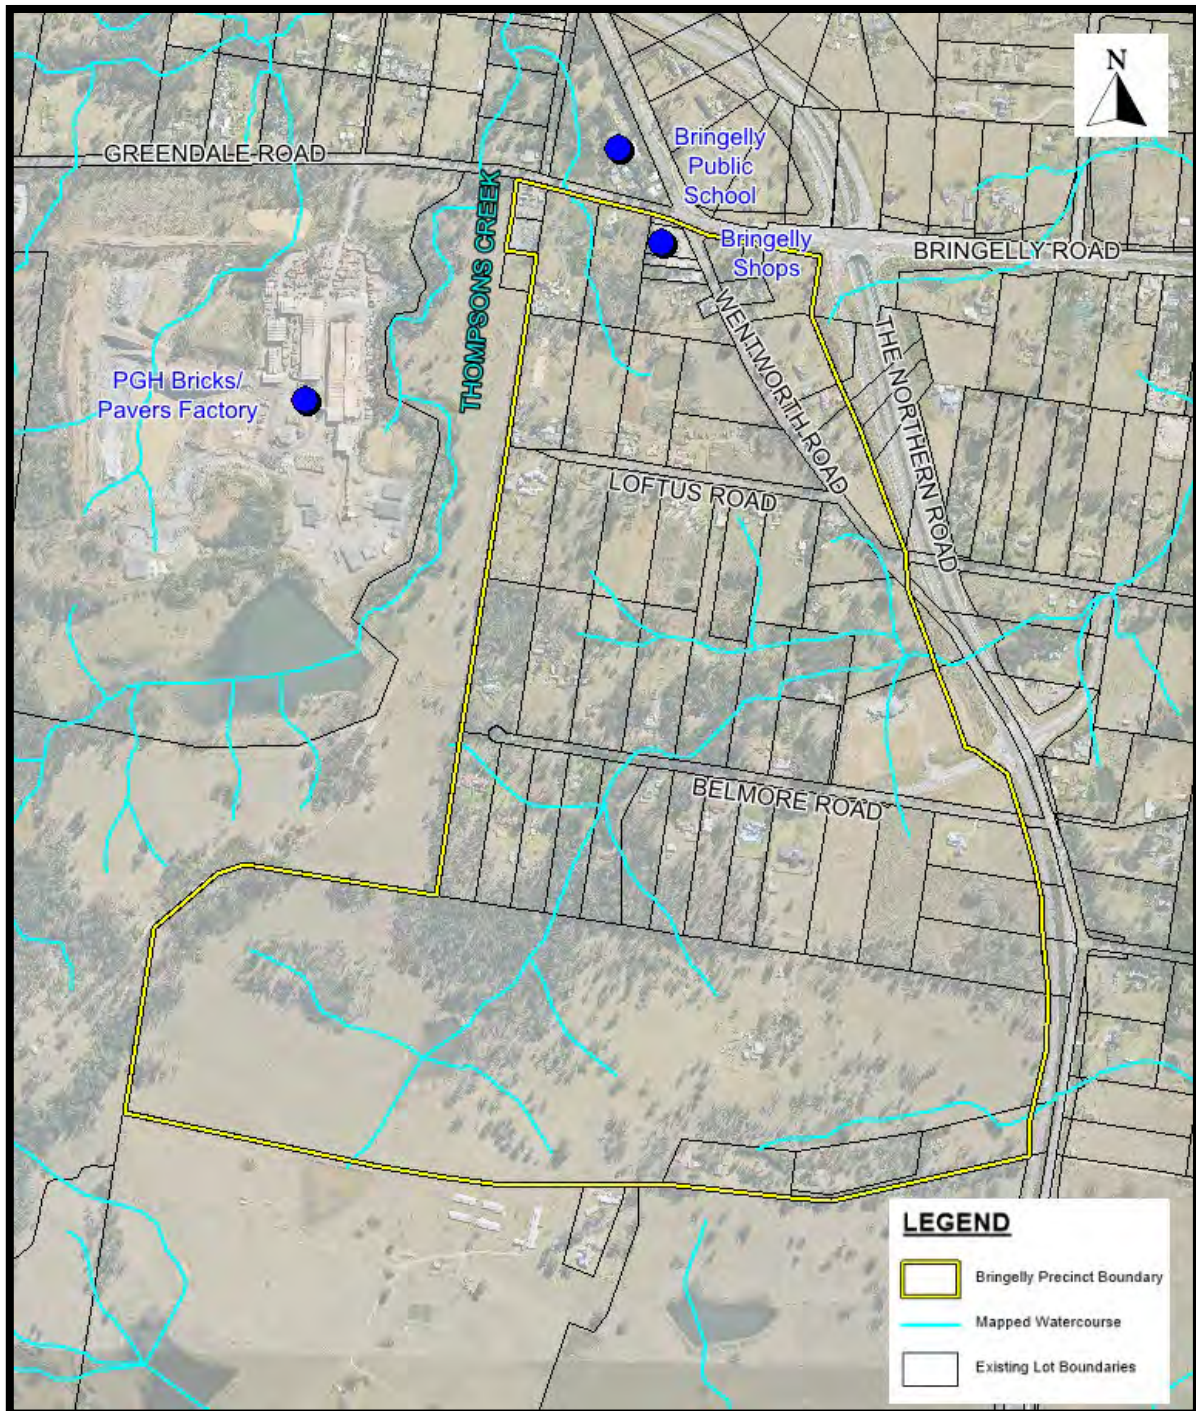 N
Bringelly
Public
School
GREENDALE ROAD
THOMPSONS CREEK
Bringelly
Shops
BRINGELLY ROAD
WENTWORTH ROAD
THE NORTHERN ROAD
PGH Bricks/
Pavers Factory
LOFTUS ROAD
BELMORE ROAD
LEGEND
Bringelly Precinct Boundary
Mapped Watercourse
Existing Lot Boundaries